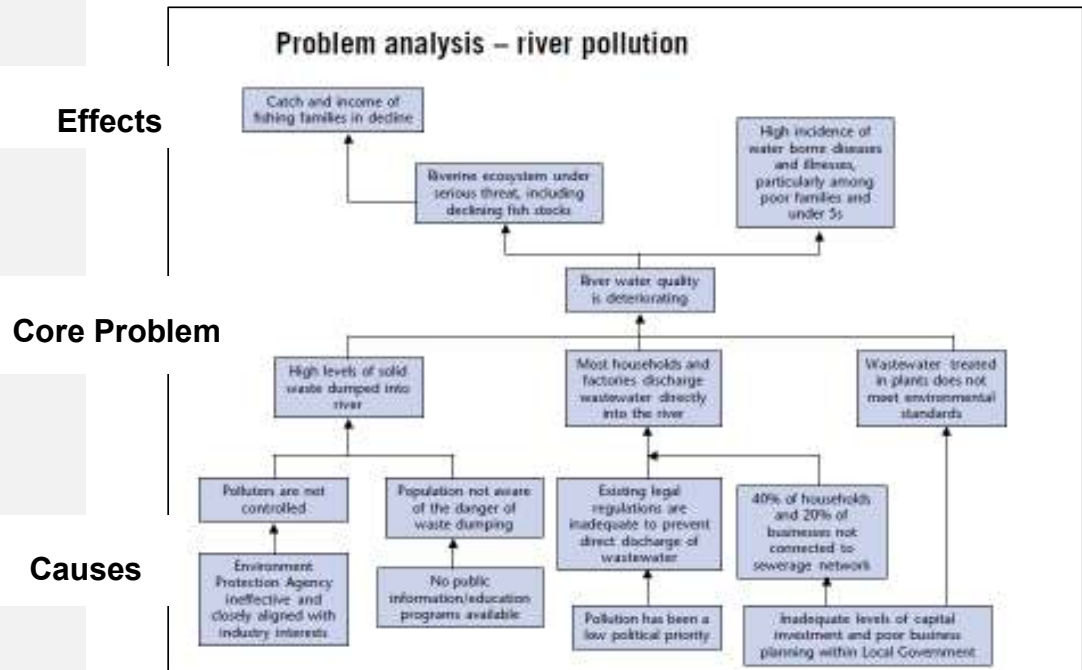 Problem analysis – river pollution
Effects
Catch and income of
fishing families in decline
High incidence of
water borne diseases
and illnesses,
particularly among
poor families and
under 5s
Riverine ecosystem under
serious threat, including
declining fish stocks
River water quality
is deteriorating
Core Problem
High levels of solid
waste dumped into
river
Most households and
factories discharge
wastewater directly
into the river
Wastewater treated
in plants does not
meet environmental
standards
Polluters are not
controlled
Population not aware
of the danger of
waste dumping
Existing legal
regulations are
inadequate to prevent
direct discharge of
wastewater
40% of households
and 20% of
businesses not
connected to
sewerage network
Causes
Environment
Protection Agency
ineffective and
closely aligned with
industry interests
No public
information/education
programs available
Pollution has been a
low political priority
Inadequate levels of capital
investment and poor business
planning within Local Government